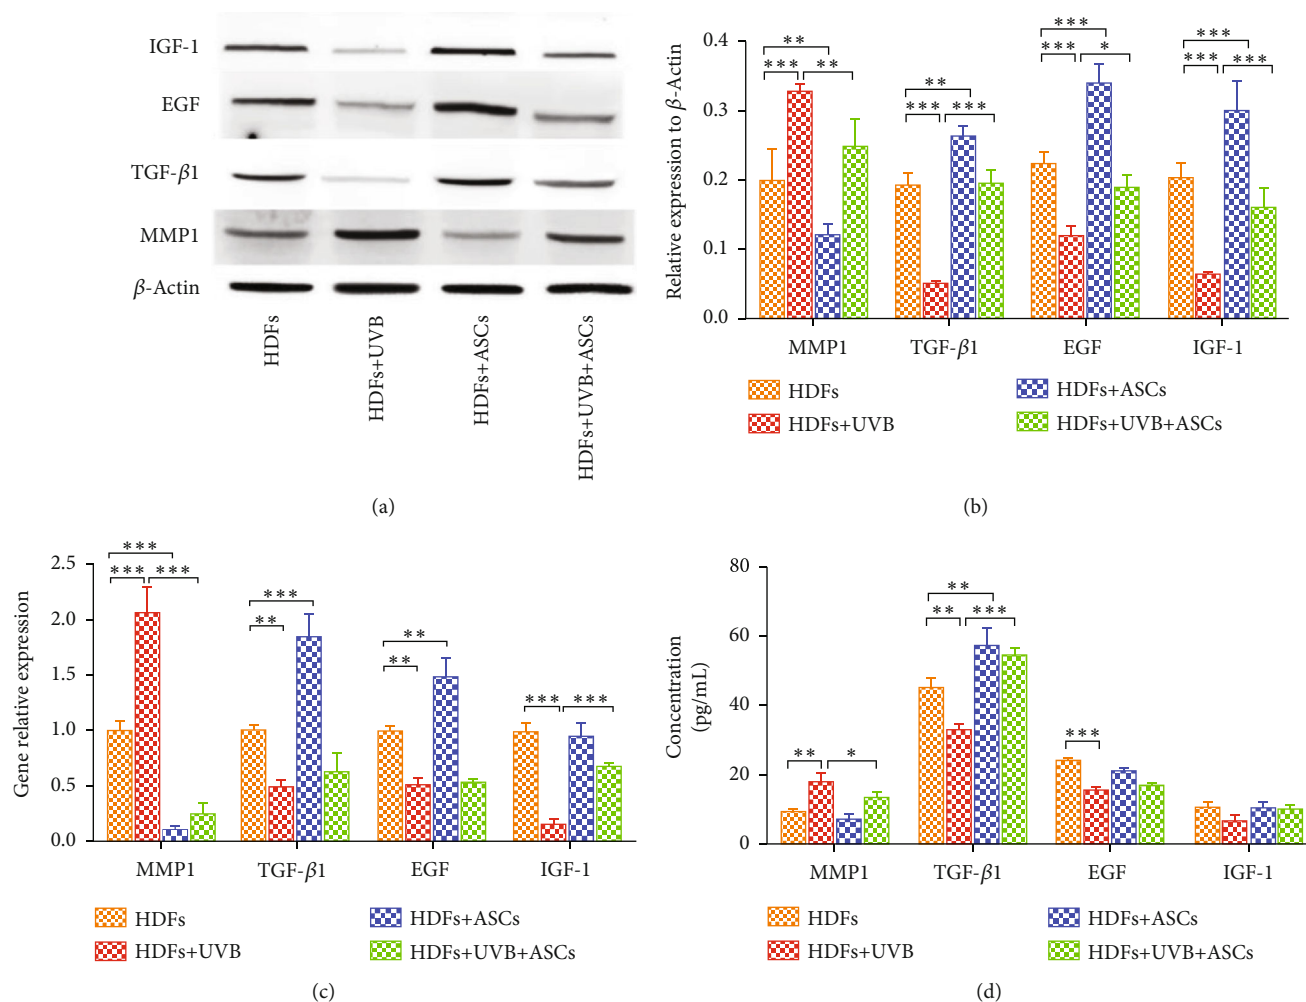 IGF-1
EGF
TGF-β1
MMP1
β-Actin
HDFs
HDFs+UVB
HDFs+ASCs
HDFs+UVB+ASCs
(a)
Relative expression to β-Actin
0.4
0.3
0.2
0.1
0.0
** *** **
** *** ***
*** *** *
*** *** ***
MMP1 TGF-β1 EGF IGF-1
HDFs HDFs+ASCs
HDFs+UVB HDFs+UVB+ASCs
(b)
Gene relative expression
2.5
2.0
1.5
1.0
0.5
0.0
*** *** ***
*** **
** **
*** ***
MMP1 TGF-β1 EGF IGF-1
HDFs HDFs+ASCs
HDFs+UVB HDFs+UVB+ASCs
(c)
Concentration
(pg/mL)
80
60
40
20
0
** *
** ** ***
***
MMP1 TGF-β1 EGF IGF-1
HDFs HDFs+ASCs
HDFs+UVB HDFs+UVB+ASCs
(d)